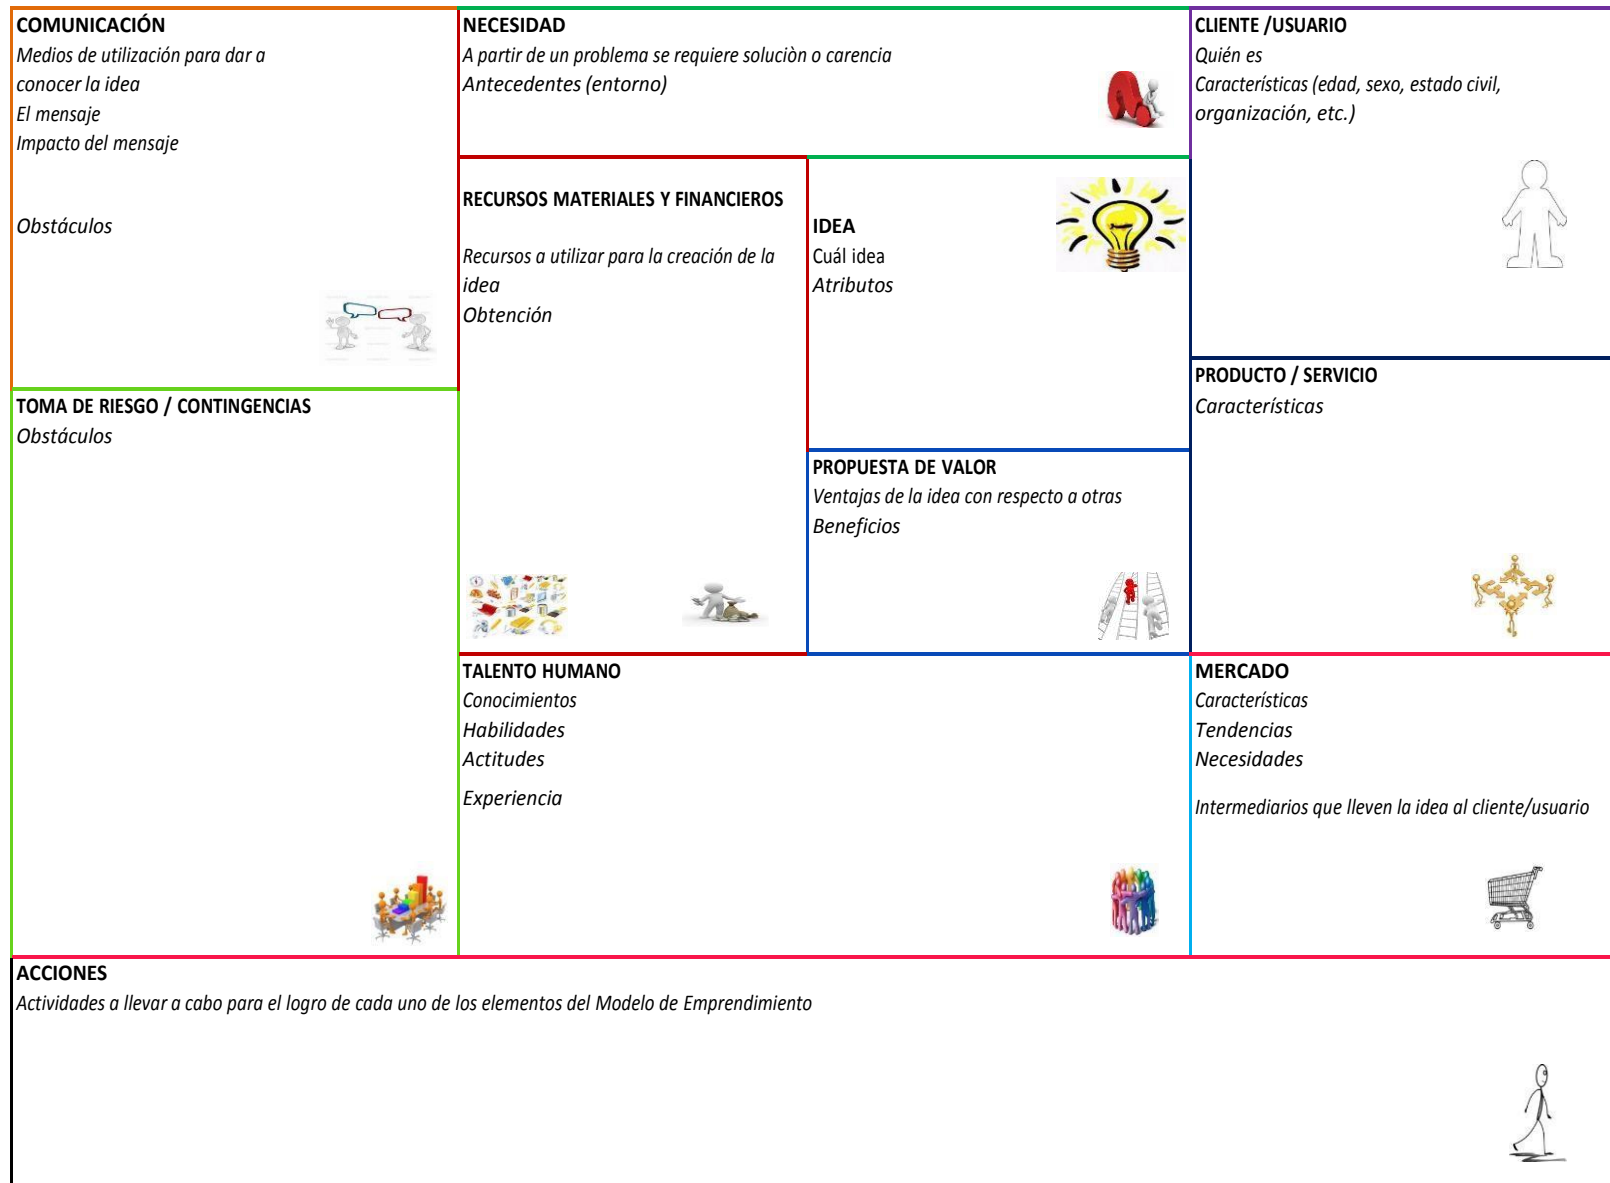 COMUNICACIÓN
Medios de utilización para dar a
conocer la idea
El mensaje
Impacto del mensaje
Obstáculos
NECESIDAD
A partir de un problema se requiere soluciòn o carencia
Antecedentes (entorno)
CLIENTE /USUARIO
Quién es
Características (edad, sexo, estado civil,
organización, etc.)
RECURSOS MATERIALES Y FINANCIEROS
Recursos a utilizar para la creación de la
idea
Obtención
IDEA
Cuál idea
Atributos
PRODUCTO / SERVICIO
Características
TOMA DE RIESGO / CONTINGENCIAS
Obstáculos
PROPUESTA DE VALOR
Ventajas de la idea con respecto a otras
Beneficios
TALENTO HUMANO
Conocimientos
Habilidades
Actitudes
Experiencia
MERCADO
Características
Tendencias
Necesidades
Intermediarios que lleven la idea al cliente/usuario
ACCIONES
Actividades a llevar a cabo para el logro de cada uno de los elementos del Modelo de Emprendimiento